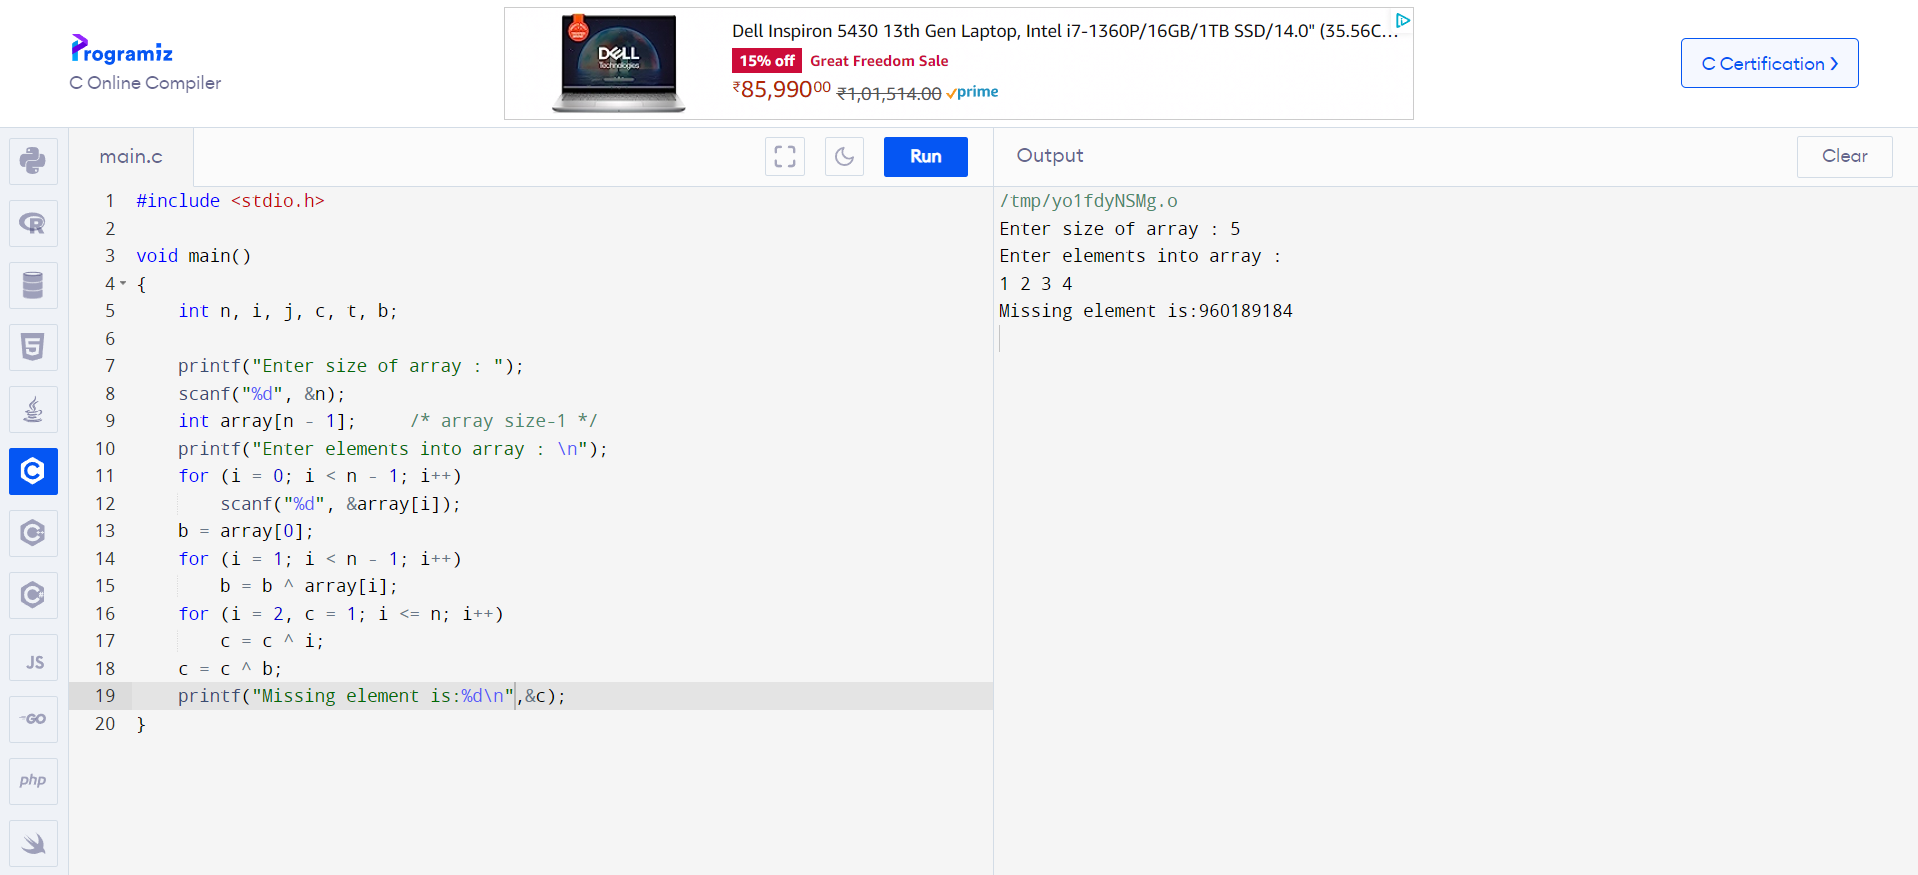 Programiz
C Online Compiler
DELL
Technologies
Dell Inspiron 5430 13th Gen Laptop, Intel i7-1360P/16GB/1TB SSD/14.0" (35.56C...
15% off Great Freedom Sale
₹85,990⁰⁰ ₹1,01,514.00 prime
C Certification
main.c
Run
Output
Clear
1 #include <stdio.h>
2
3 void main()
4 {
5 int n, i, j, c, t, b;
6
7 printf("Enter size of array : ");
8 scanf("%d", &n);
9 int array[n - 1]; /* array size-1 */
10 printf("Enter elements into array : \n");
11 for (i = 0; i < n - 1; i++)
12 scanf("%d", &array[i]);
13 b = array[0];
14 for (i = 1; i < n - 1; i++)
15 b = b ^ array[i];
16 for (i = 2, c = 1; i <= n; i++)
17 c = c ^ i;
18 c = c ^ b;
19 printf("Missing element is:%d\n",&c);
20 }
/tmp/yo1fdyNSMg.o
Enter size of array : 5
Enter elements into array :
1 2 3 4
Missing element is:960189184
R
5
C
C
C
JS
GO
php